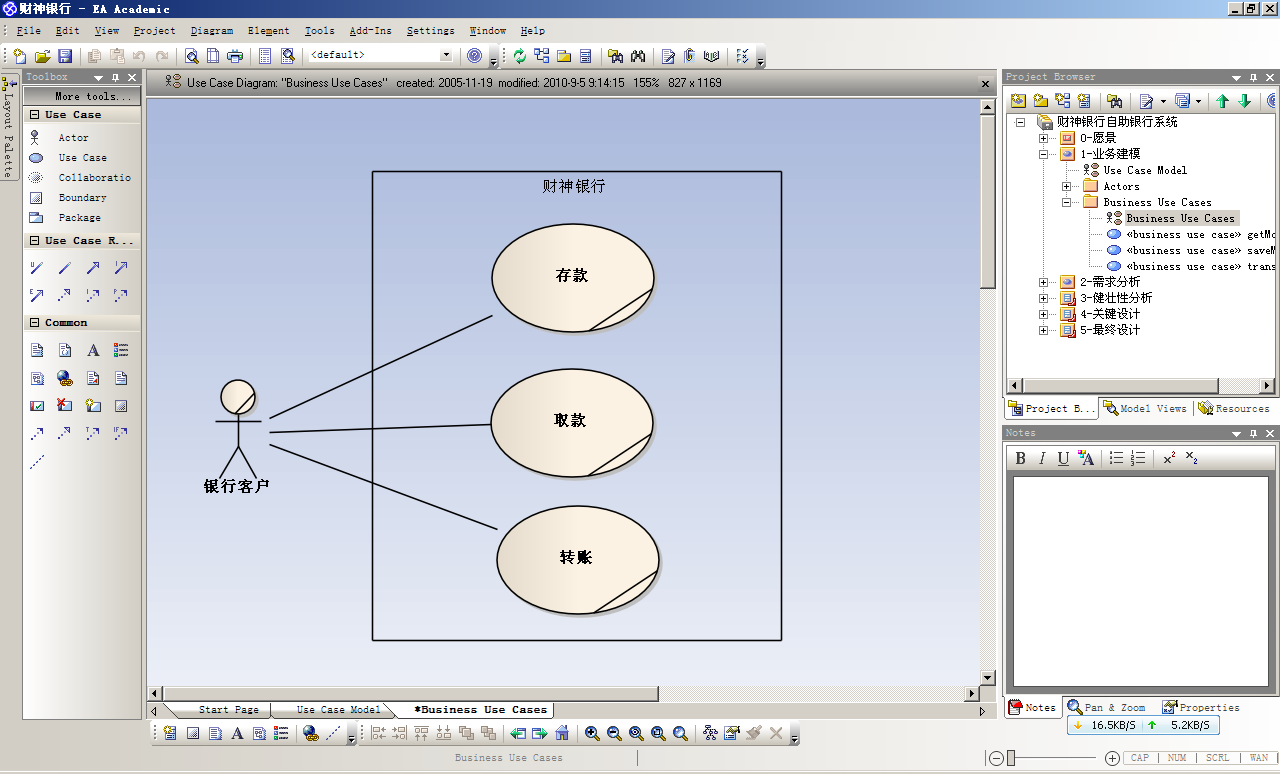 财神银行 - EA Academic
File Edit View Project Diagram Element Tools Add-Ins Settings Window Help
<default>
Toolbox
More tools...
Use Case
Actor
Use Case
Collaboratio
Boundary
Package
Use Case R...
Common
Layout Palette
Use Case Diagram: "Business Use Cases" created: 2005-11-19 modified: 2010-9-5 9:14:15 155% 827 x 1169
财神银行
存款
取款
转账
银行客户
Start Page
Use Case Model
*Business Use Cases
Project Browser
财神银行自助银行系统
0-愿景
1-业务建模
Use Case Model
Actors
Business Use Cases
Business Use Cases
«business use case» getMo
«business use case» saveM
«business use case» trans
2-需求分析
3-健壮性分析
4-关键设计
5-最终设计
Project B... Model Views Resources
Notes
B I U A
Notes Pan & Zoom Properties
16.5KB/S 5.2KB/S
Business Use Cases
CAP NUM SCRL WAN